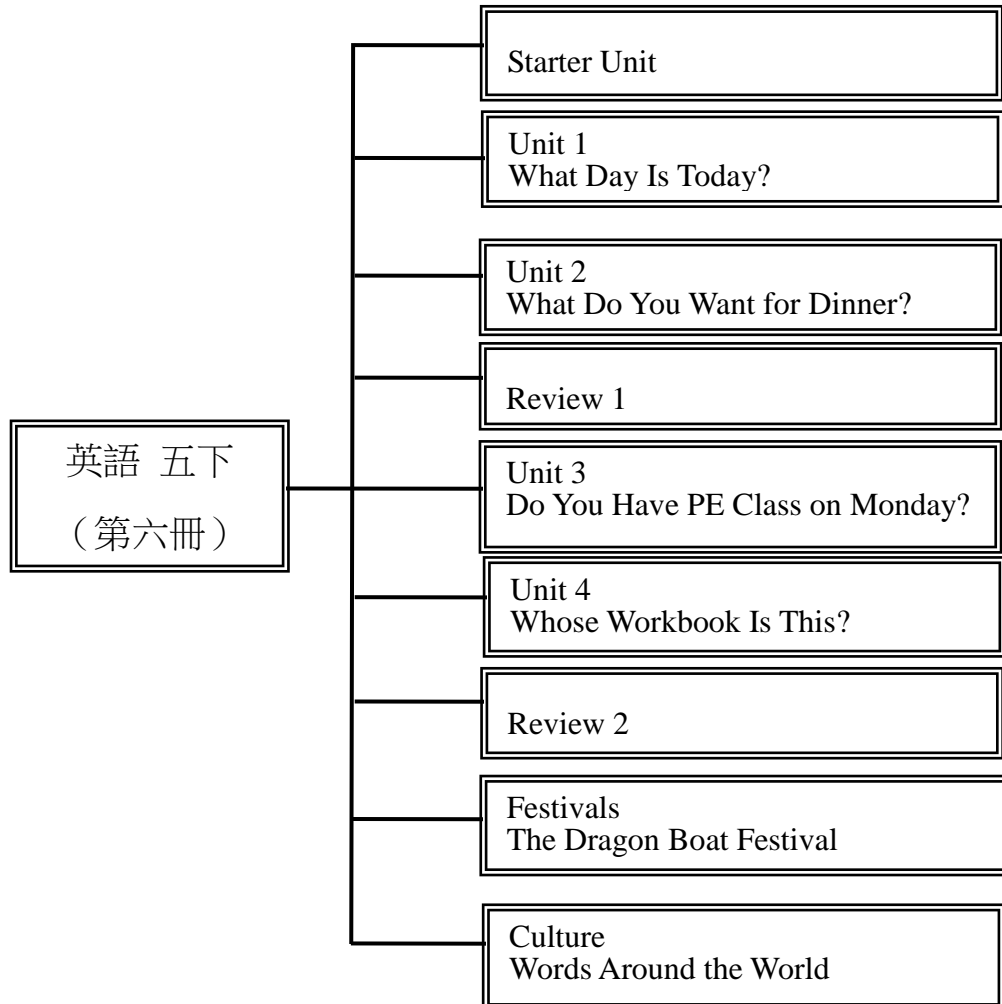 英語 五下
（第六冊）
Starter Unit
Unit 1
What Day Is Today?
Unit 2
What Do You Want for Dinner?
Review 1
Unit 3
Do You Have PE Class on Monday?
Unit 4
Whose Workbook Is This?
Review 2
Festivals
The Dragon Boat Festival
Culture
Words Around the World